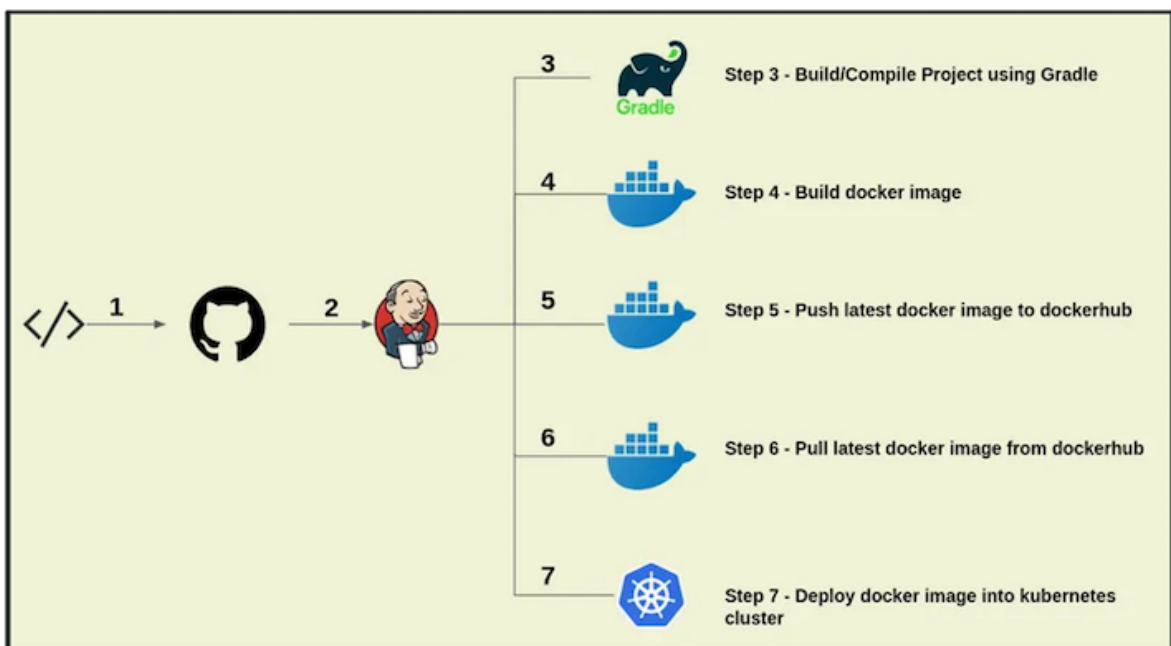 3
Gradle
Step 3 - Build/Compile Project using Gradle
4
Step 4 - Build docker image
1
2
5
Step 5 - Push latest docker image to dockerhub
6
Step 6 - Pull latest docker image from dockerhub
7
Step 7 - Deploy docker image into kubernetes
cluster